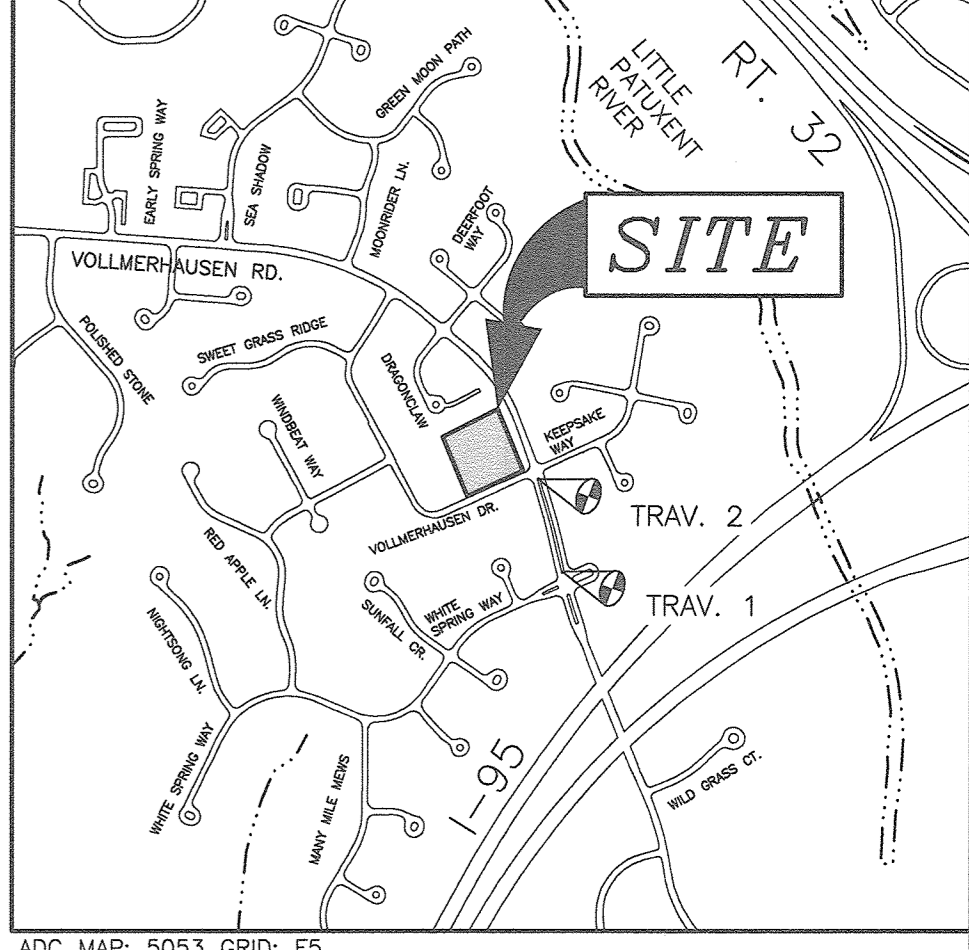 GREEN MOON PATH
LITTLE
PATUXENT
RIVER
RT. 32
EARLY SPRING WAY
SEA SHADOW
MOONRIDER LN.
DEERFOOT
WAY
SITE
VOLLMERHAUSEN RD.
POLISHED STONE
SWEET GRASS RIDGE
DRAGONCLAW
WINDBEAT WAY
KEEPSAKE
WAY
TRAV. 2
VOLLMERHAUSEN DR.
RED APPLE LN.
TRAV. 1
WHITE
SPRING WAY
SUNFALL CR.
NIGHTSONG LN.
WHITE SPRING WAY
I-95
MANY MILE MEWS
WILD GRASS CT.
ADC MAP: 5053 GRID: F5